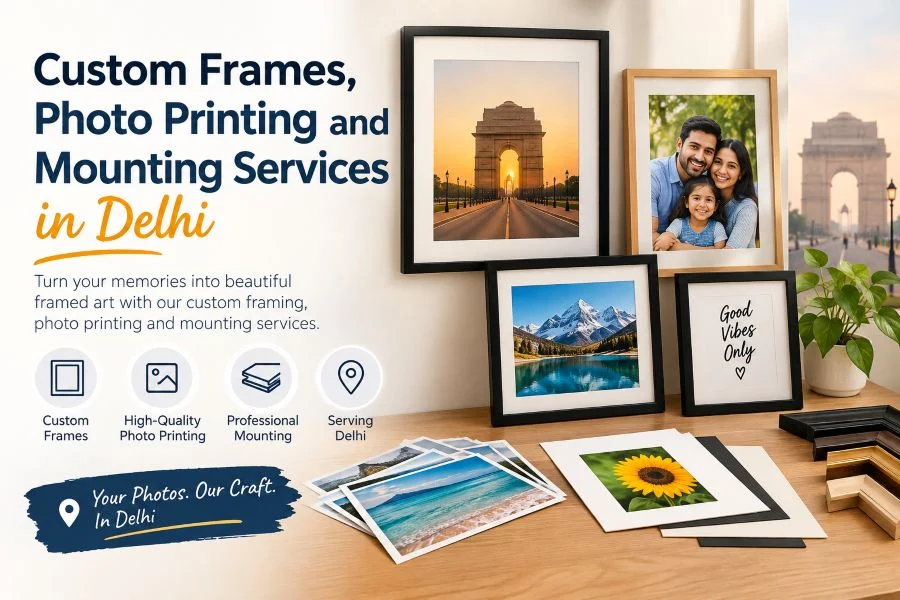 Custom Frames,
Photo Printing and
Mounting Services
in Delhi
Turn your memories into beautiful
framed art with our custom framing,
photo printing and mounting services.
Custom
Frames
High-Quality
Photo Printing
Professional
Mounting
Serving
Delhi
Your Photos. Our Craft.
In Delhi
Good
Vibes
Only